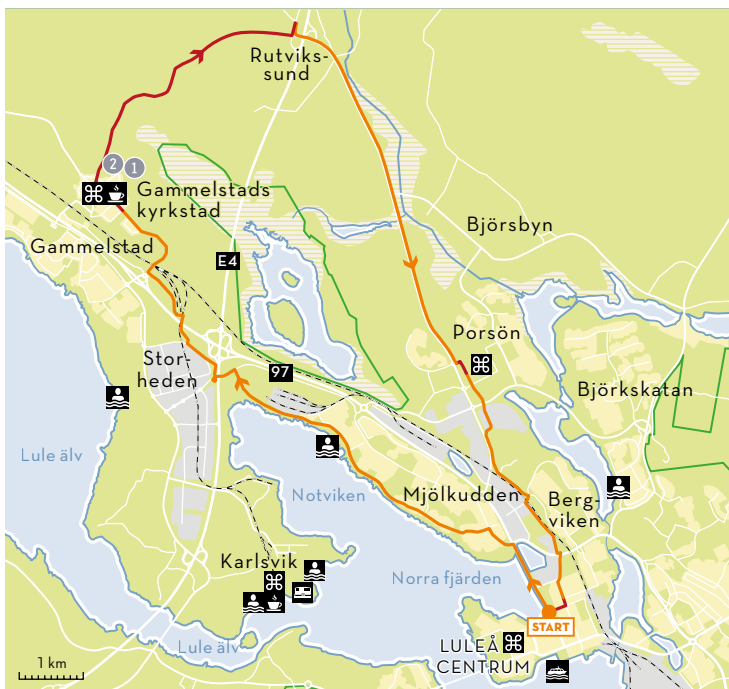 Rutviks-
sund
2
1
Gammelstads
kyrkstad
Björsbyn
Gammelstad
E4
Porsön
Stor-
heden
97
Björkskatan
Lule älv
Notviken
Mjölkudden
Berg-
viken
Karlsvik
Norra fjärden
START
LULEÅ
CENTRUM
Lule älv
1 km